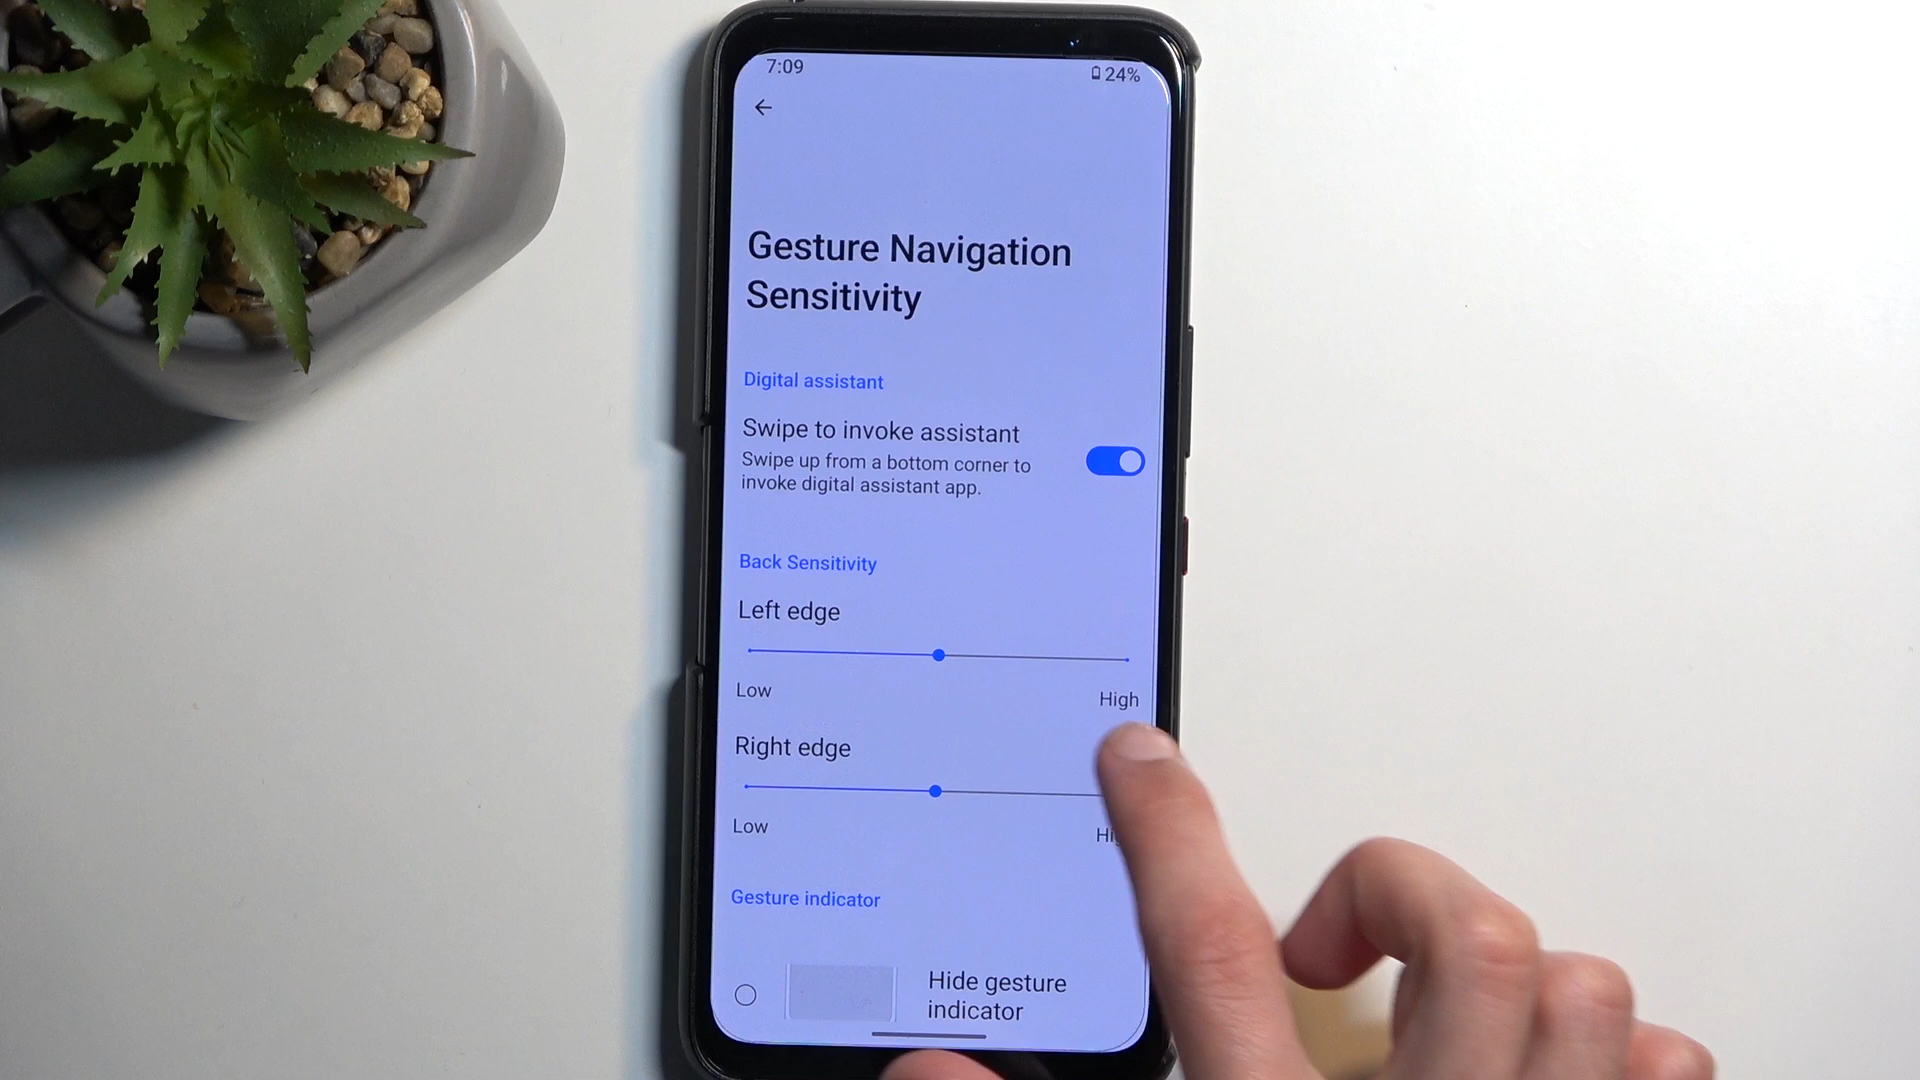 7:09
24%
Gesture Navigation
Sensitivity
Digital assistant
Swipe to invoke assistant
Swipe up from a bottom corner to
invoke digital assistant app.
Back Sensitivity
Left edge
Low High
Right edge
Low
Gesture indicator
Hide gesture
indicator